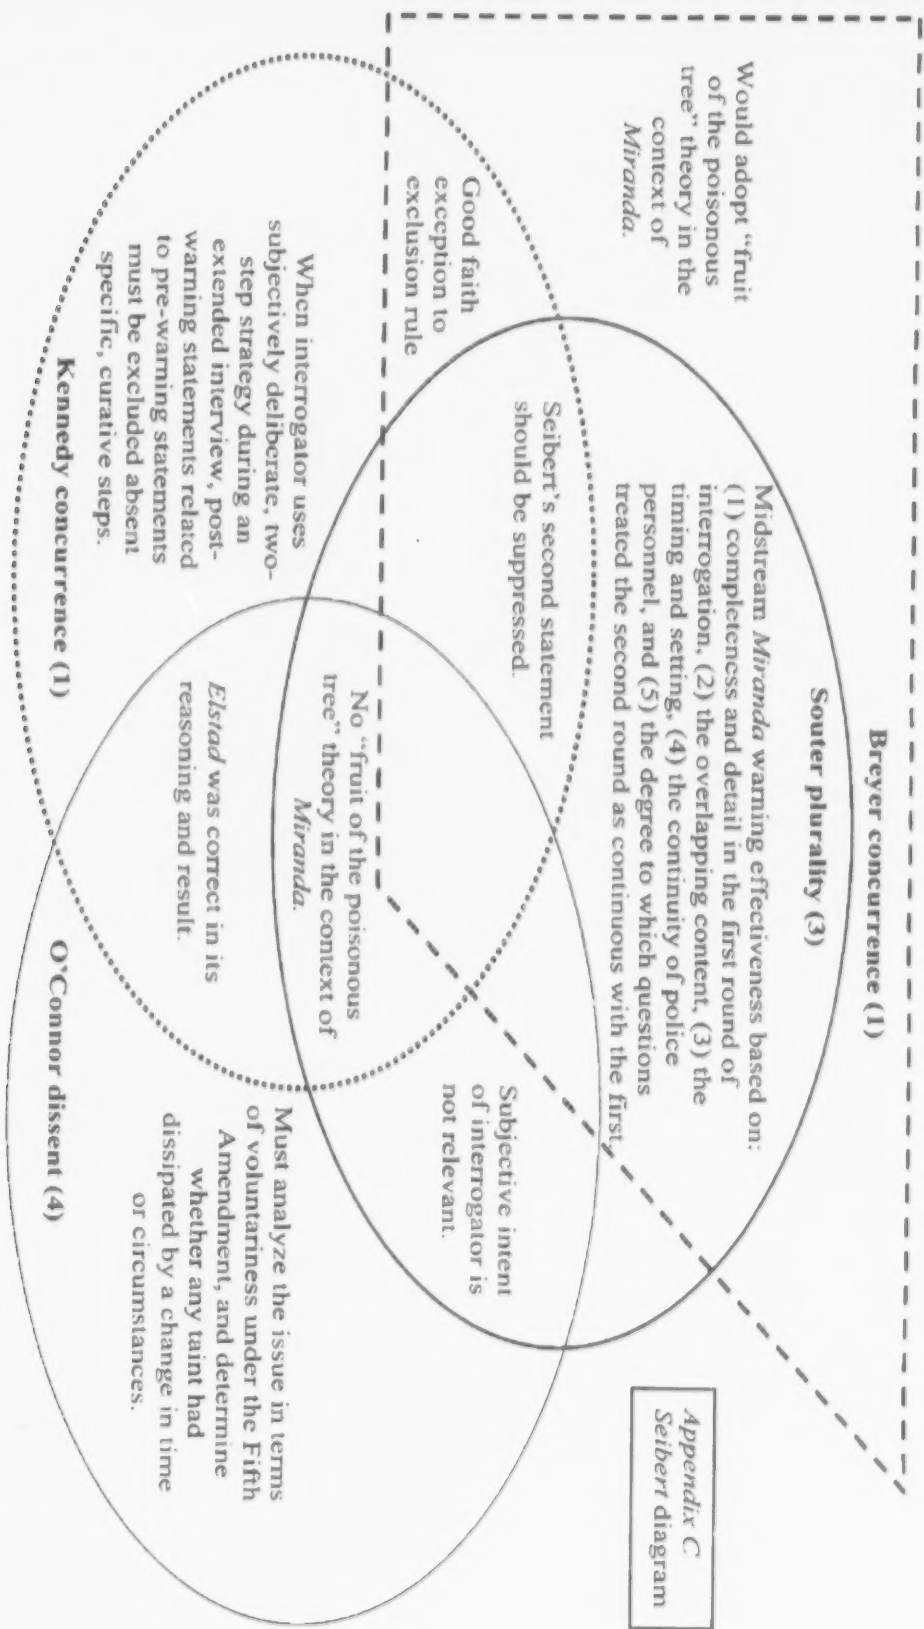 Breyer concurrence (1)
Souter plurality (3)
Would adopt “fruit
of the poisonous
tree” theory in the
context of
Miranda.
Midstream Miranda warning effectiveness based on:
(1) completeness and detail in the first round of
interrogation, (2) the overlapping content, (3) the
timing and setting, (4) the continuity of police
personnel, and (5) the degree to which questions
treated the second round as continuous with the first.
Appendix C
Seibert diagram
Good faith
exception to
exclusion rule
Seibert’s second statement
should be suppressed.
Subjective intent
of interrogator is
not relevant.
No “fruit of the poisonous
tree” theory in the context of
Miranda.
When interrogator uses
subjectively deliberate, two-
step strategy during an
extended interview, post-
warning statements related
to pre-warning statements
must be excluded absent
specific, curative steps.
Kennedy concurrence (1)
Elstad was correct in its
reasoning and result.
Must analyze the issue in terms
of voluntariness under the Fifth
Amendment, and determine
whether any taint had
dissipated by a change in time
or circumstances.
O’Connor dissent (4)